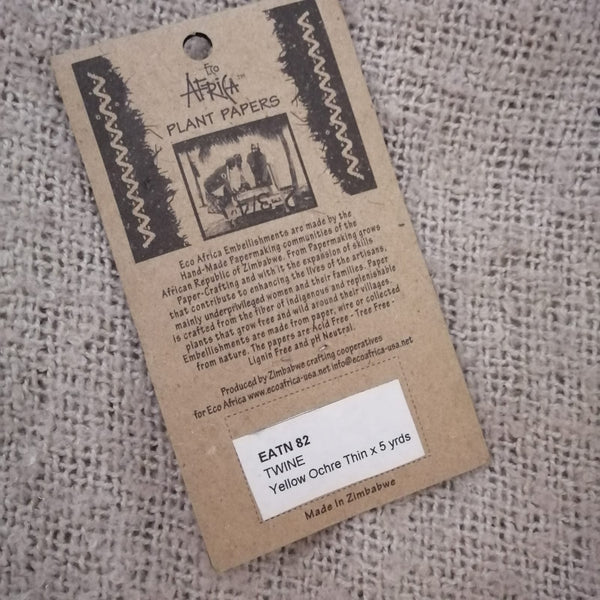 Eco
AFRICA™
PLANT PAPERS
Eco Africa Embellishments are made by the
Hand-Made Papermaking communities of the
African Republic of Zimbabwe. From Papermaking grows
Paper-Crafting and with it the expansion of skills
that contribute to enhancing the lives of the artisans,
mainly underprivileged women and their families. Paper
is crafted from the fiber of indigenous and replenishable
plants that grow free and wild around their villages.
Embellishments are made from paper, wire or collected
from nature. The papers are Acid Free - Tree Free -
Lignin Free and pH Neutral.
Produced by Zimbabwe crafting cooperatives
for Eco Africa www.ecoafrica-usa.net info@ecoafrica-usa.net
EATN 82
TWINE
Yellow Ochre Thin x 5 yrds
Made in Zimbabwe